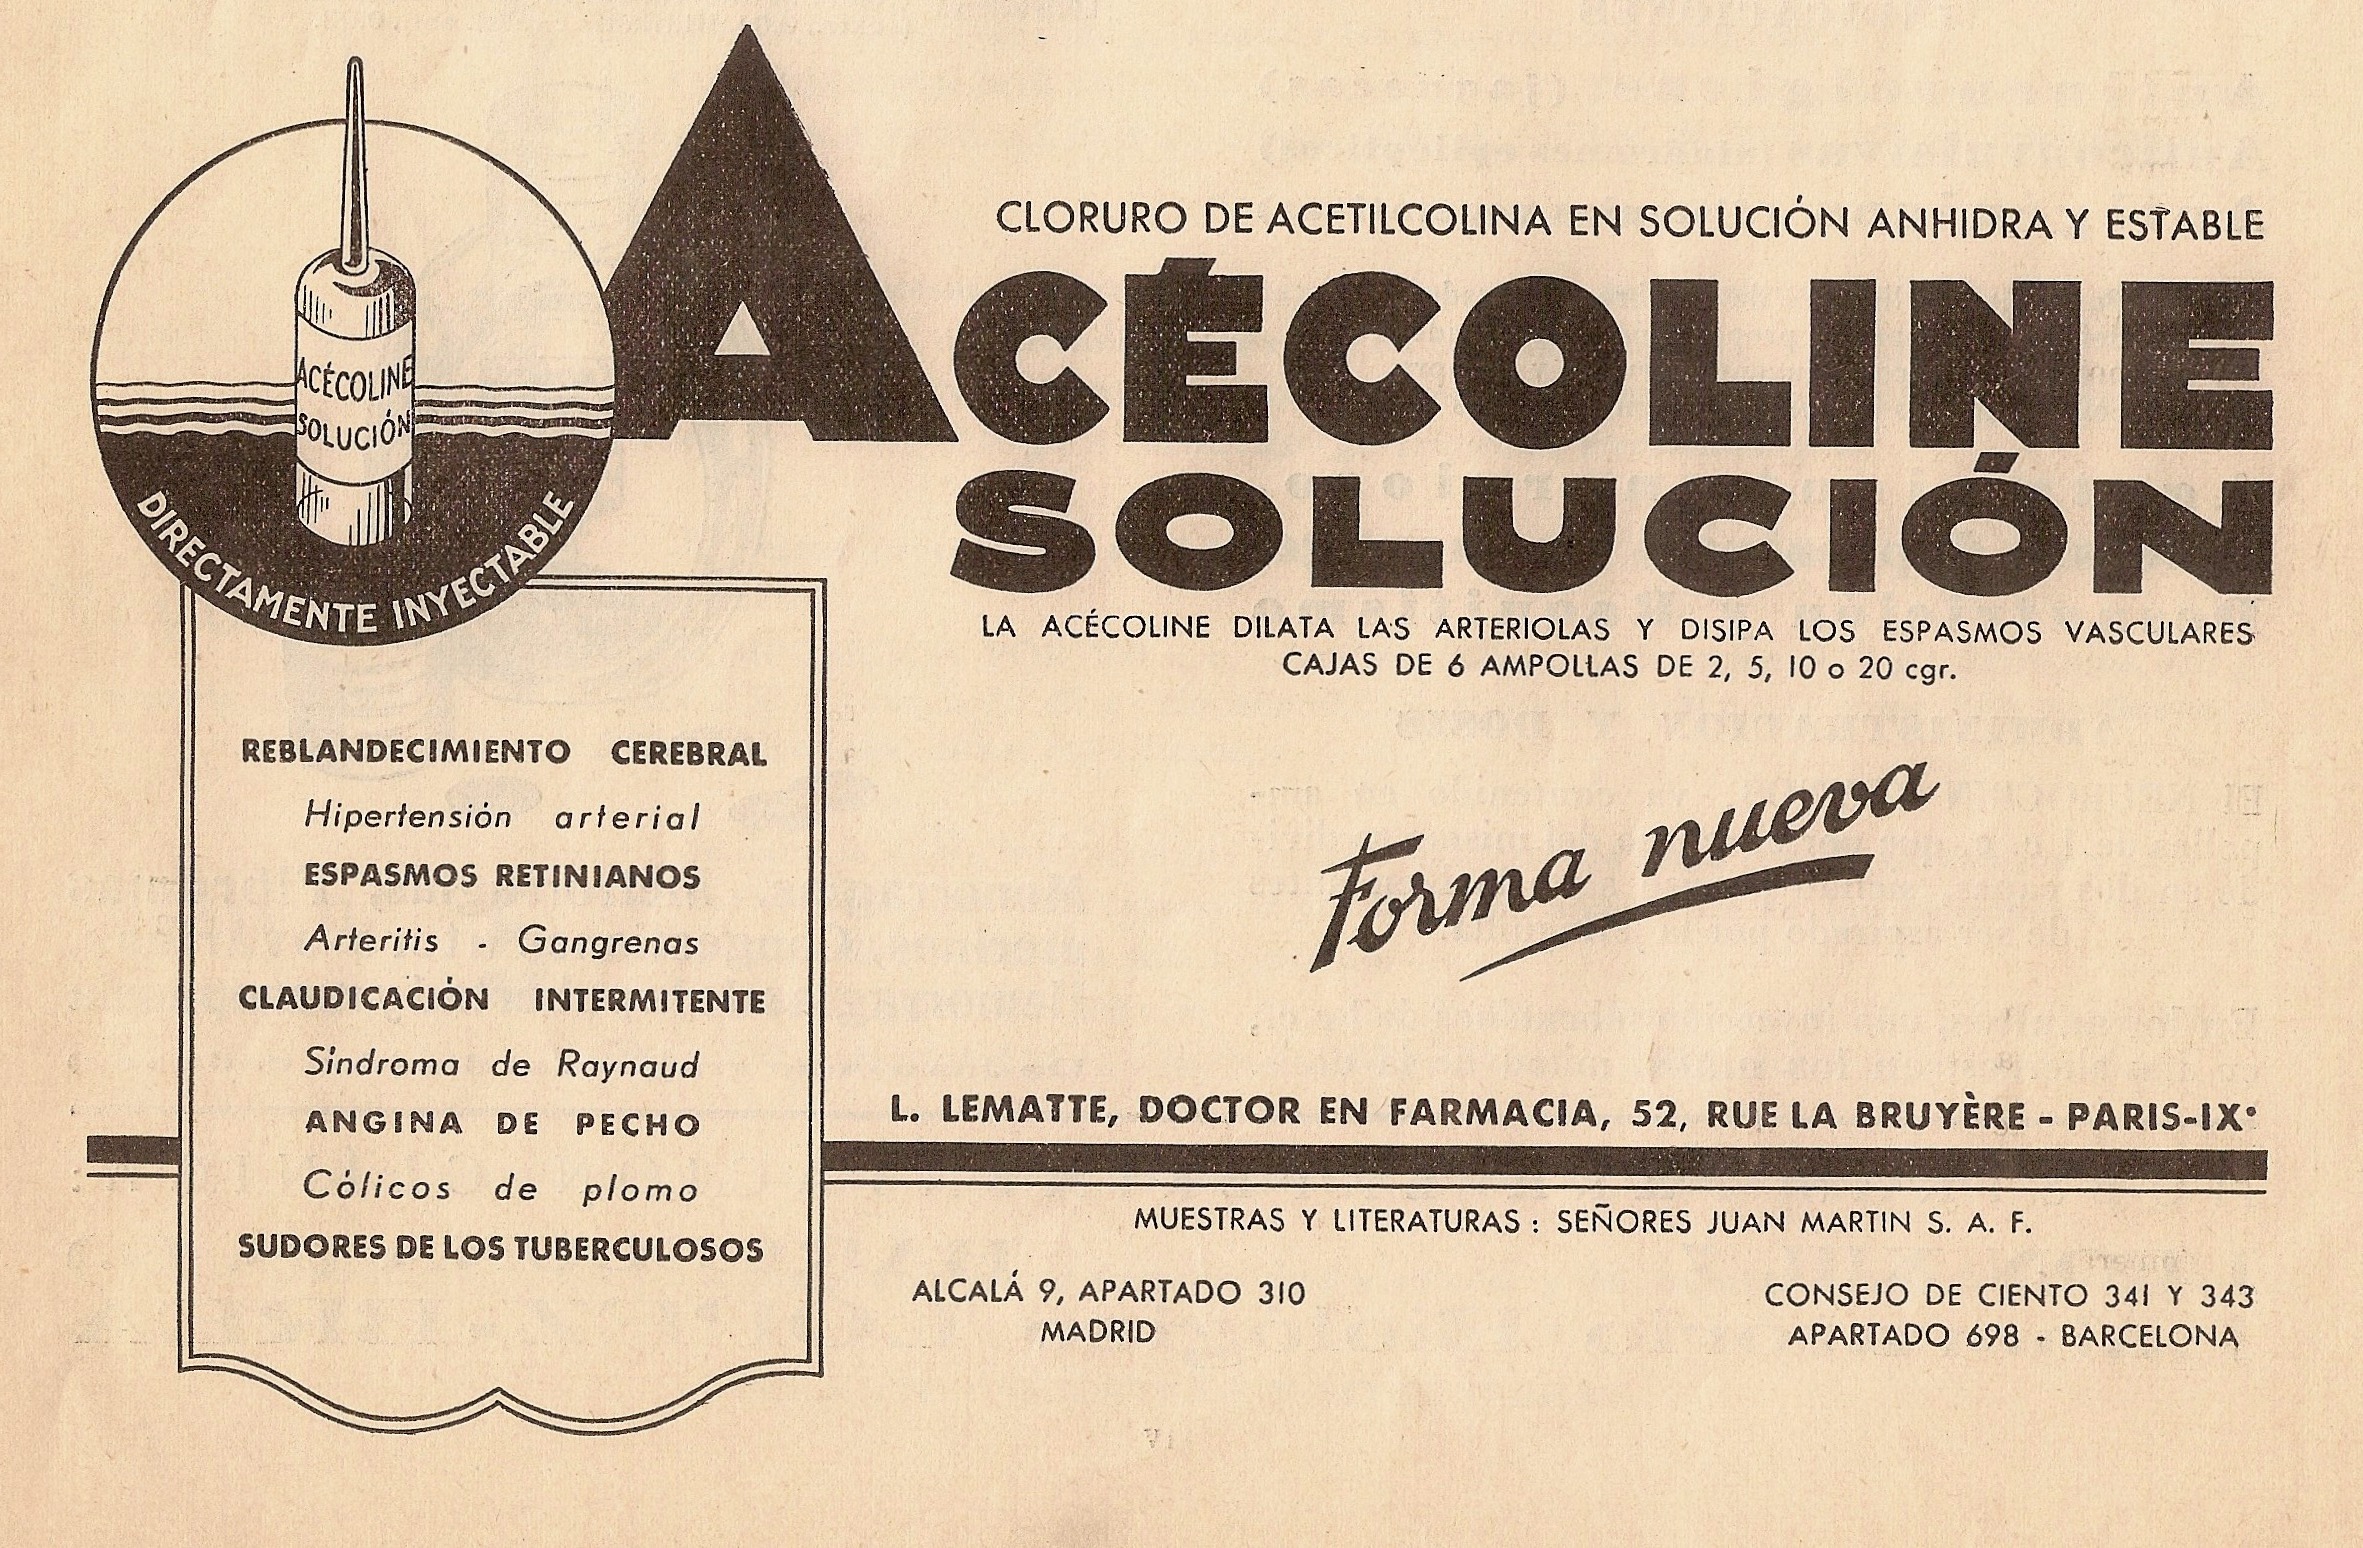 CLORURO DE ACETILCOLINA EN SOLUCIÓN ANHIDRA Y ESTABLE
ACÉCOLINE
SOLUCIÓN
ACÉCOLINE
SOLUCIÓN
DIRECTAMENTE INYECTABLE
LA ACÉCOLINE DILATA LAS ARTERIOLAS Y DISIPA LOS ESPASMOS VASCULARES
CAJAS DE 6 AMPOLLAS DE 2, 5, 10 o 20 cgr.
Forma nueva
REBLANDECIMIENTO CEREBRAL
Hipertensión arterial
ESPASMOS RETINIANOS
Arteritis - Gangrenas
CLAUDICACIÓN INTERMITENTE
Síndroma de Raynaud
ANGINA DE PECHO
Cólicos de plomo
SUDORES DE LOS TUBERCULOSOS
L. LEMATTE, DOCTOR EN FARMACIA, 52, RUE LA BRUYÈRE - PARIS-IXe
MUESTRAS Y LITERATURAS : SEÑORES JUAN MARTIN S. A. F.
ALCALÁ 9, APARTADO 310
MADRID
CONSEJO DE CIENTO 341 Y 343
APARTADO 698 - BARCELONA